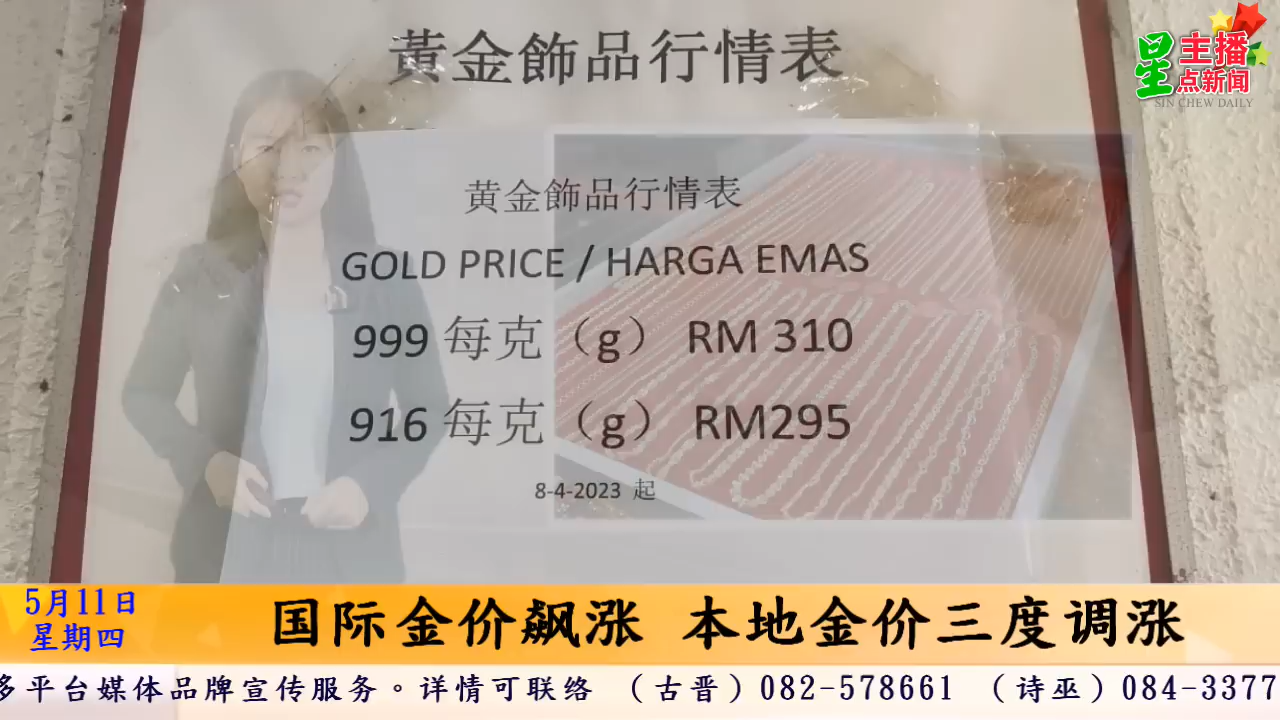 黃金飾品行情表
星
主播
点新闻
SIN CHEW DAILY
黄金飾品行情表
GOLD PRICE / HARGA EMAS
999 每克（g） RM 310
916 每克（g） RM295
8-4-2023 起
5月11日
星期四
国际金价飙涨 本地金价三度调涨
多平台媒体品牌宣传服务。详情可联络 （古晋）082-578661 （诗巫）084-3377